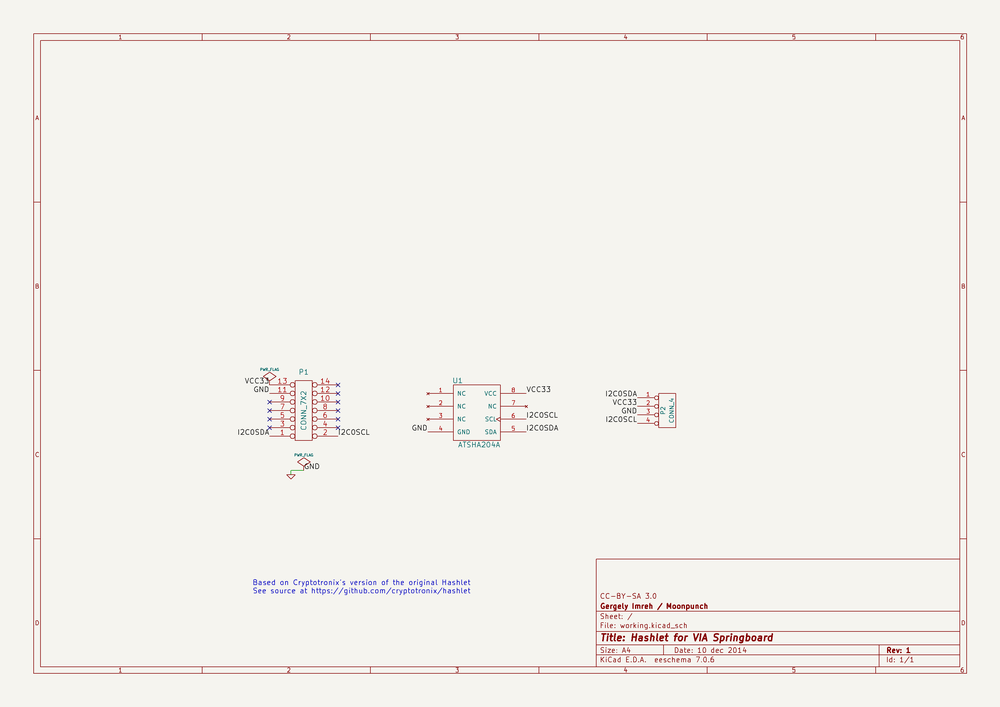 1 2 3 4 5 6
A A
B B
C C
D D
1 2 3 4 5
PWR_FLAG
P1
VCC33 13 14
GND 11 12
9 10
7 8
5 6
3 4
I2C0SDA 1 2 I2C0SCL
CONN_7X2
PWR_FLAG
GND
U1
1 NC VCC 8 VCC33
2 NC NC 7
3 NC SCL 6 I2C0SCL
GND 4 GND SDA 5 I2C0SDA
ATSHA204A
I2C0SDA 1
VCC33 2
GND 3
I2C0SCL 4
P2
CONN_4
Based on Cryptotronix's version of the original Hashlet
See source at https://github.com/cryptotronix/hashlet
CC-BY-SA 3.0
Gergely Imreh / Moonpunch
Sheet: /
File: working.kicad_sch
Title: Hashlet for VIA Springboard
Size: A4 Date: 10 dec 2014 Rev: 1
KiCad E.D.A. eeschema 7.0.6 Id: 1/1